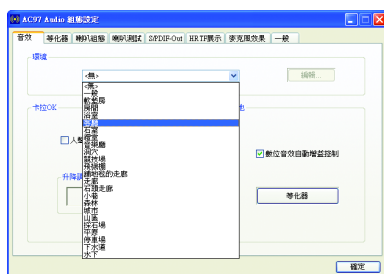 AC97 Audio 組態設定
音效
等化器
喇叭組態
喇叭測試
S/PDIF-Out
HRTF展示
麥克風效果
一般
環境
<無>
編輯...
<無>
一般
軟墊房
房間
浴室
客廳
石室
禮堂
音樂廳
洞穴
競技場
飛機棚
鋪地毯的走廊
走廊
石頭走廊
小巷
森林
城市
山區
採石場
平原
停車場
下水道
水下
卡拉OK
他
人聲
數位音效自動增益控制
升降調
等化器
確定